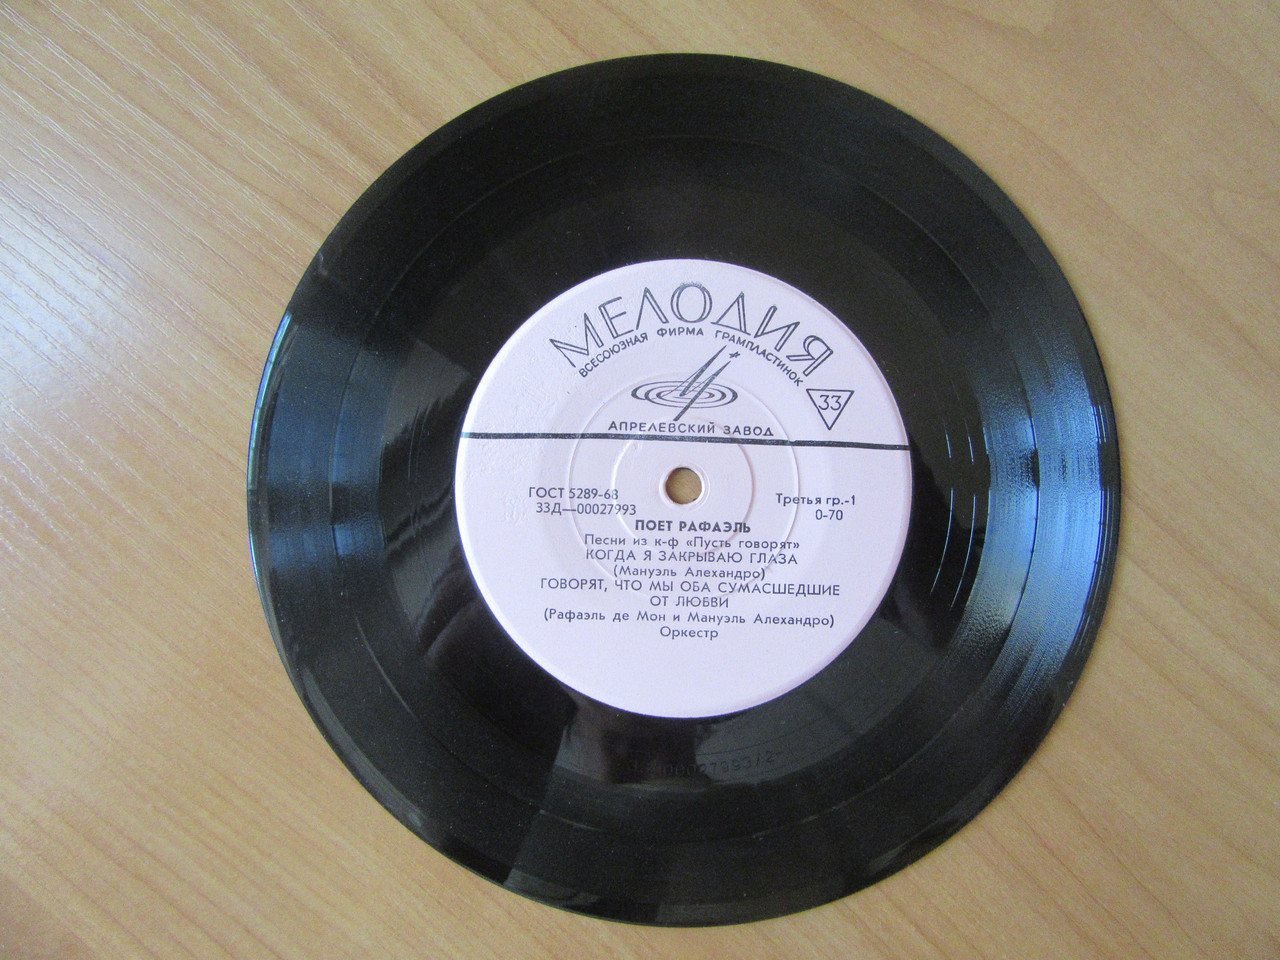 МЕЛОДИЯ
ВСЕСОЮЗНАЯ ФИРМА ГРАМПЛАСТИНОК
33
АПРЕЛЕВСКИЙ ЗАВОД
ГОСТ 5289-68
33Д—00027993
Третья гр.-1
0-70
ПОЕТ РАФАЭЛЬ
Песни из к-ф «Пусть говорят»
КОГДА Я ЗАКРЫВАЮ ГЛАЗА
(Мануэль Алехандро)
ГОВОРЯТ, ЧТО МЫ ОБА СУМАСШЕДШИЕ
ОТ ЛЮБВИ
(Рафаэль де Мон и Мануэль Алехандро)
Оркестр